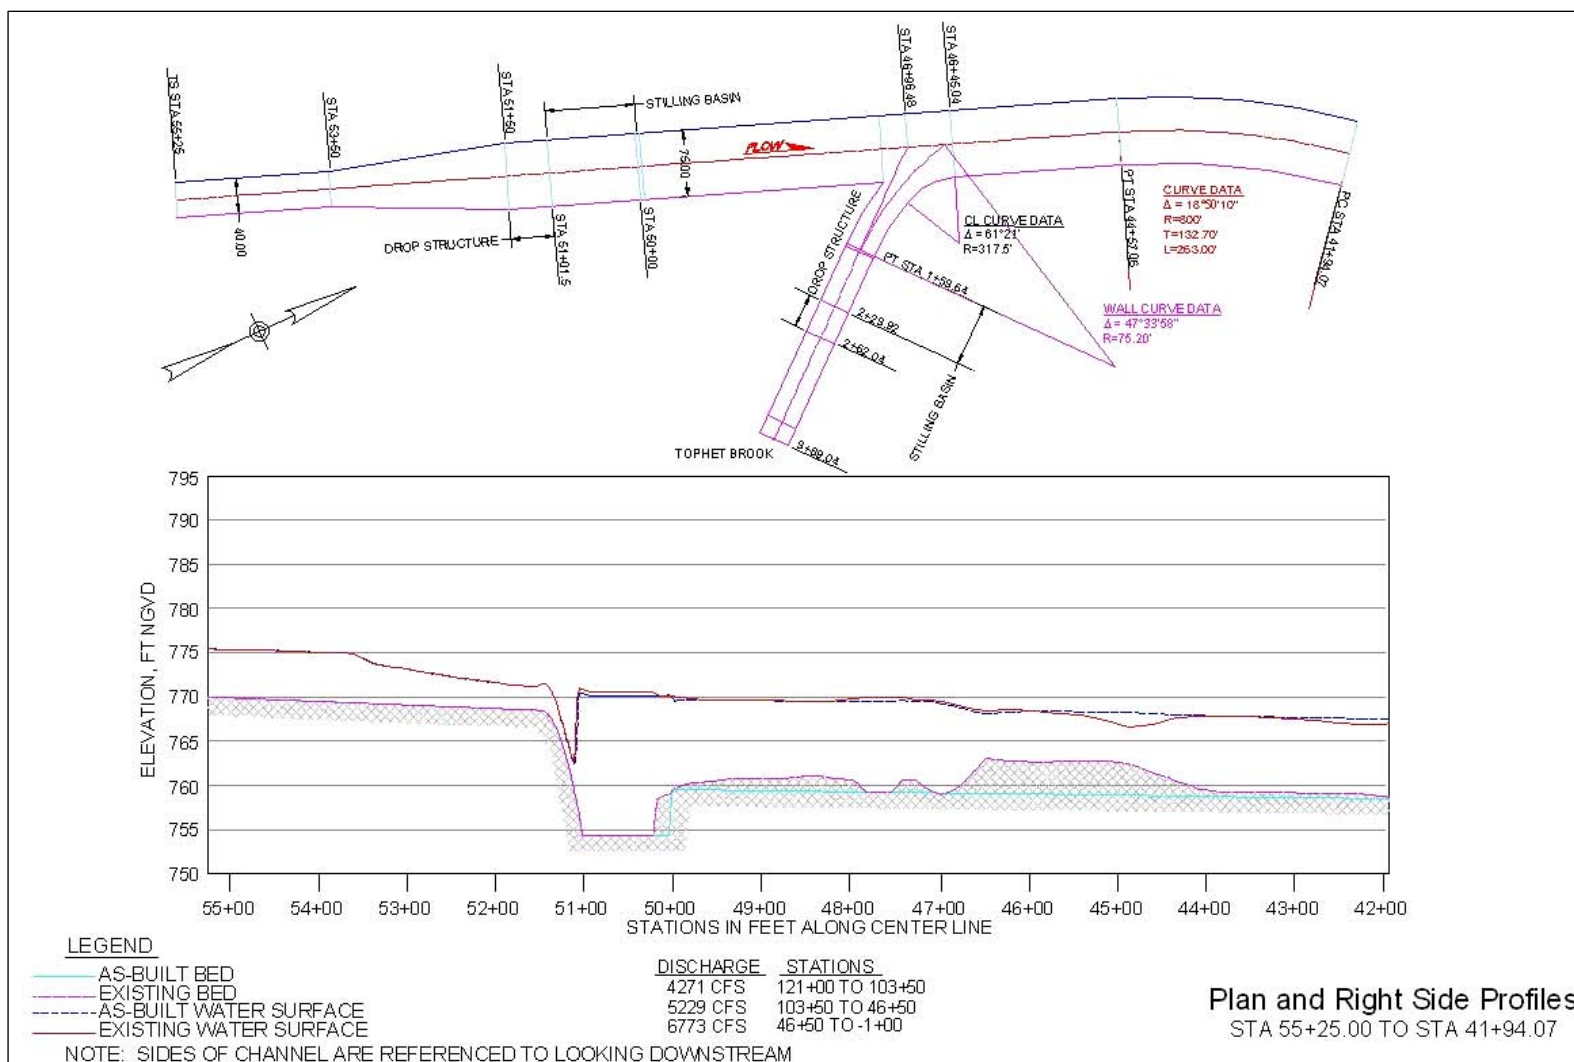 TS STA 55+25
STA 53+50
STA 51+50
STILLING BASIN
STA 46+96.48
STA 46+45.04
FLOW
75.00
40.00
DROP STRUCTURE
STA 51+01.5
STA 50+00
DROP STRUCTURE
CL CURVE DATA
Δ = 61°21'
R=317.5'
PT STA 44+57.06
CURVE DATA
Δ = 18°50'10"
R=800'
T=132.70'
L=263.00'
PC STA 41+94.07
PT STA 1+59.64
WALL CURVE DATA
Δ = 47°33'58"
R=75.20'
2+29.92
2+62.04
STILLING BASIN
TOPHET BROOK
795
790
785
780
775
770
765
760
755
750
ELEVATION, FT NGVD
55+00 54+00 53+00 52+00 51+00 50+00 49+00 48+00 47+00 46+00 45+00 44+00 43+00 42+00
STATIONS IN FEET ALONG CENTER LINE
LEGEND
AS-BUILT BED
EXISTING BED
AS-BUILT WATER SURFACE
EXISTING WATER SURFACE
DISCHARGE STATIONS
4271 CFS 121+00 TO 103+50
5229 CFS 103+50 TO 46+50
6773 CFS 46+50 TO -1+00
NOTE: SIDES OF CHANNEL ARE REFERENCED TO LOOKING DOWNSTREAM
Plan and Right Side Profiles
STA 55+25.00 TO STA 41+94.07